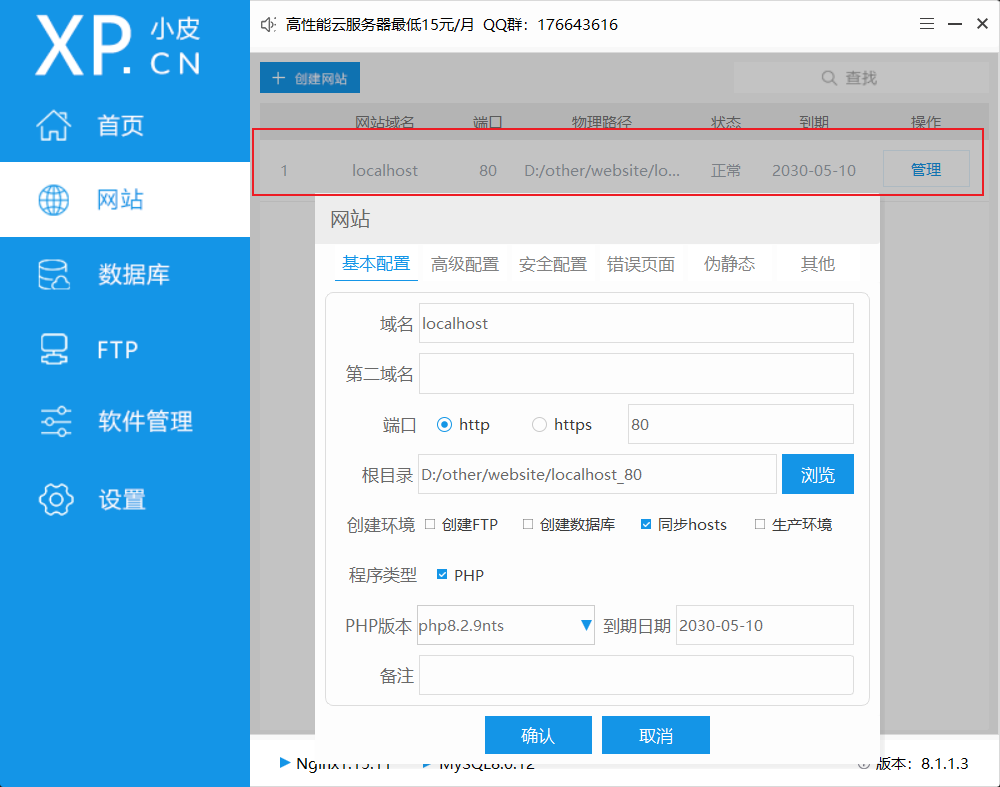 XP.CN 小皮
高性能云服务器最低15元/月 QQ群：176643616
首页
网站
数据库
FTP
软件管理
设置
创建网站
查找
网站域名 端口 物理路径 状态 到期 操作
1 localhost 80 D:/other/website/lo... 正常 2030-05-10 管理
网站
基本配置 高级配置 安全配置 错误页面 伪静态 其他
域名 localhost
第二域名
端口 http https 80
根目录 D:/other/website/localhost_80 浏览
创建环境 创建FTP 创建数据库 同步hosts 生产环境
程序类型 PHP
PHP版本 php8.2.9nts 到期日期 2030-05-10
备注
确认 取消
Nginx1.15.11 MySQL8.0.12 版本：8.1.1.3